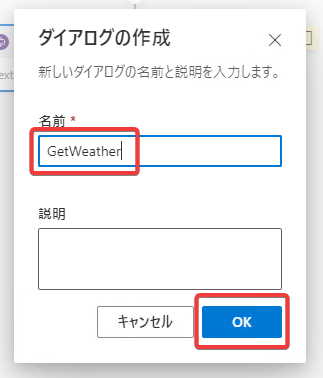 ダイアログの作成
新しいダイアログの名前と説明を入力します。
ext
名前 *
GetWeather
説明
キャンセル
OK